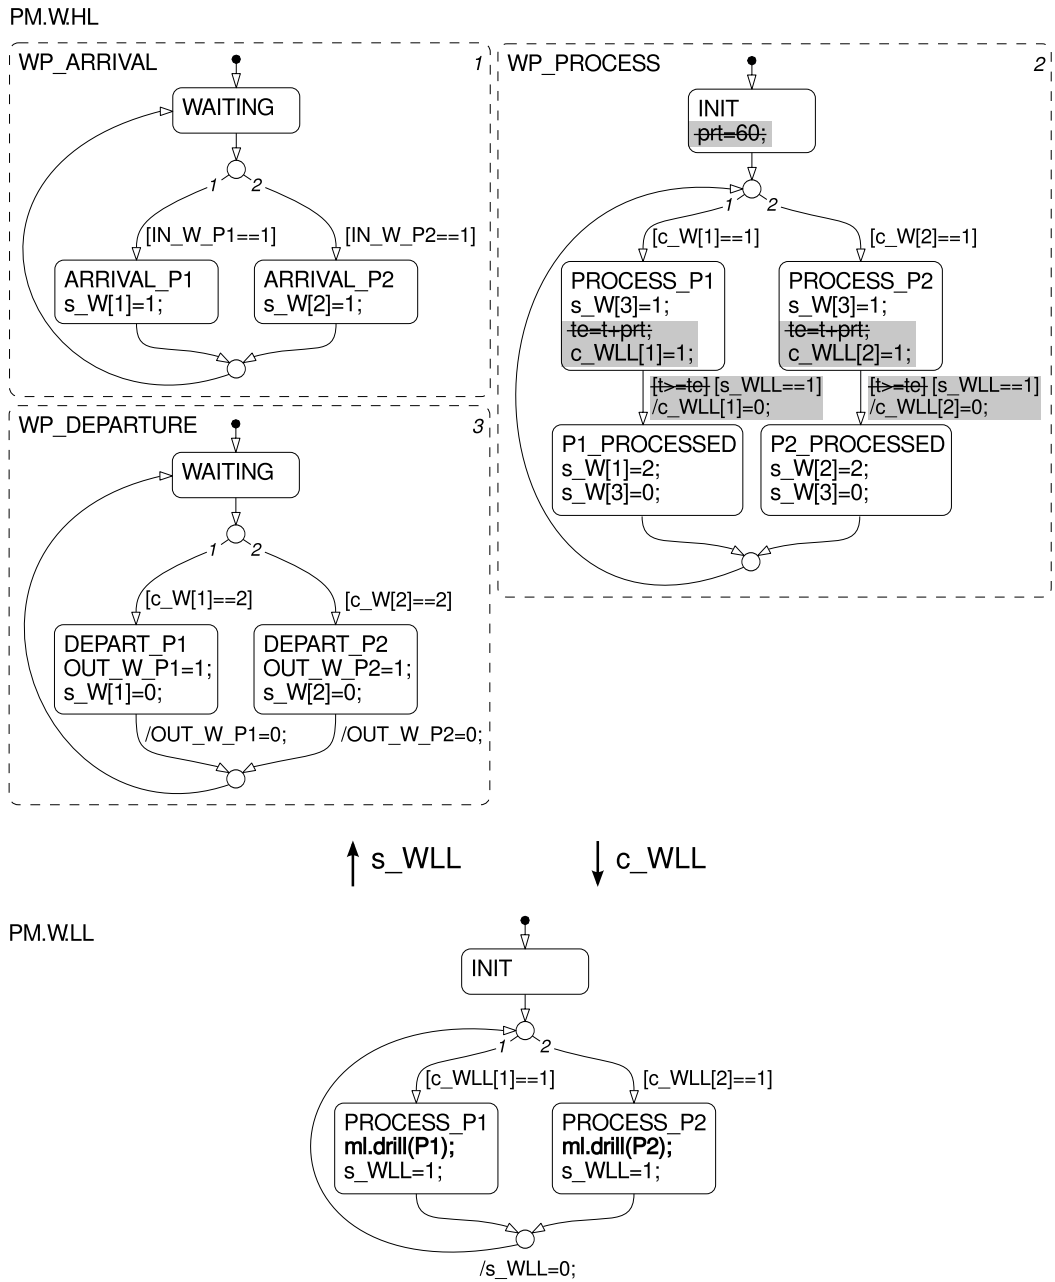 PM.W.HL
WP_ARRIVAL
1
WAITING
1
2
[IN_W_P1==1]
[IN_W_P2==1]
ARRIVAL_P1
s_W[1]=1;
ARRIVAL_P2
s_W[2]=1;
WP_PROCESS
2
INIT
prt=60;
1
2
[c_W[1]==1]
[c_W[2]==1]
PROCESS_P1
s_W[3]=1;
te=t+prt;
c_WLL[1]=1;
PROCESS_P2
s_W[3]=1;
te=t+prt;
c_WLL[2]=1;
[t>=te] [s_WLL==1]
/c_WLL[1]=0;
[t>=te] [s_WLL==1]
/c_WLL[2]=0;
P1_PROCESSED
s_W[1]=2;
s_W[3]=0;
P2_PROCESSED
s_W[2]=2;
s_W[3]=0;
WP_DEPARTURE
3
WAITING
1
2
[c_W[1]==2]
[c_W[2]==2]
DEPART_P1
OUT_W_P1=1;
s_W[1]=0;
DEPART_P2
OUT_W_P2=1;
s_W[2]=0;
/OUT_W_P1=0;
/OUT_W_P2=0;
s_WLL
c_WLL
PM.W.LL
INIT
1
2
[c_WLL[1]==1]
[c_WLL[2]==1]
PROCESS_P1
ml.drill(P1);
s_WLL=1;
PROCESS_P2
ml.drill(P2);
s_WLL=1;
/s_WLL=0;